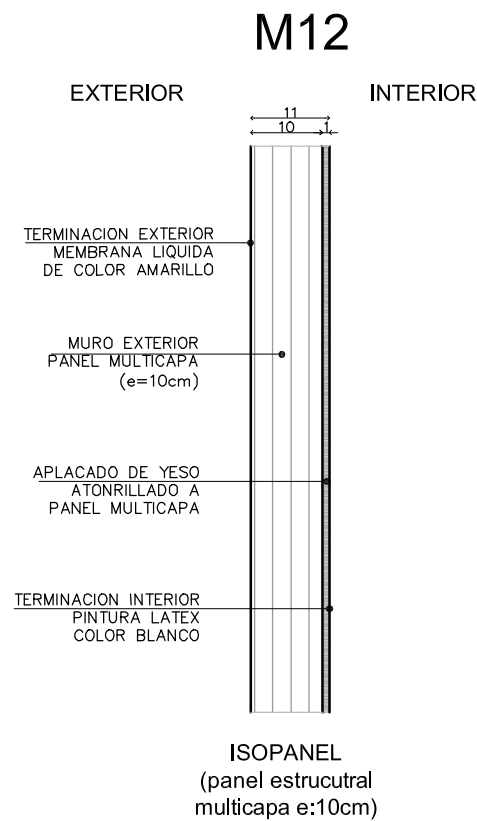 M12
EXTERIOR
INTERIOR
11
10
1
TERMINACION EXTERIOR
MEMBRANA LIQUIDA
DE COLOR AMARILLO
MURO EXTERIOR
PANEL MULTICAPA
(e=10cm)
APLACADO DE YESO
ATONRILLADO A
PANEL MULTICAPA
TERMINACION INTERIOR
PINTURA LATEX
COLOR BLANCO
ISOPANEL
(panel estrucutral
multicapa e:10cm)